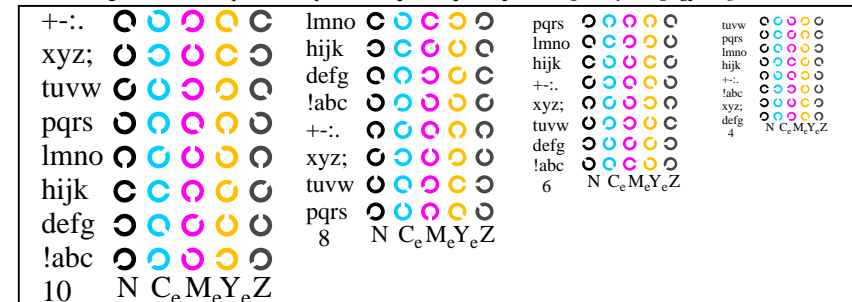 +-:.
xyz;
tuvw
pqrs
lmno
hijk
defg
!abc
10 N CeMeYeZ
lmno
hijk
defg
!abc
+-:.
xyz;
tuvw
pqrs
8 N CeMeYeZ
pqrs
lmno
hijk
+-:.
xyz;
tuvw
defg
!abc
6 N CeMeYeZ
tuvw
pqrs
lmno
hijk
+-:.
!abc
xyz;
defg
4 N CeMeYeZ